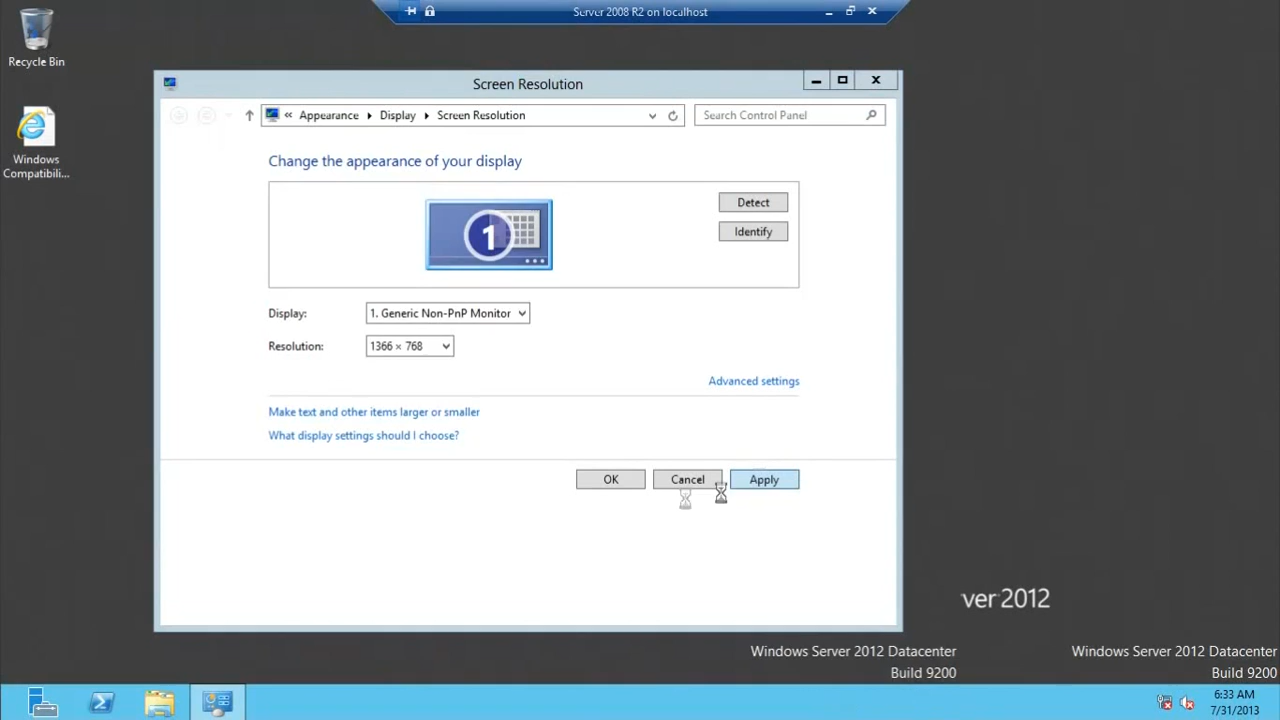 Server 2008 R2 on localhost
Recycle Bin
Windows
Compatibili...
Screen Resolution
« Appearance Display Screen Resolution
Search Control Panel
Change the appearance of your display
1
Detect
Identify
Display: 1. Generic Non-PnP Monitor
Resolution: 1366 × 768
Advanced settings
Make text and other items larger or smaller
What display settings should I choose?
OK Cancel Apply
ver 2012
Windows Server 2012 Datacenter
Build 9200
Windows Server 2012 Datacenter
Build 9200
6:33 AM
7/31/2013